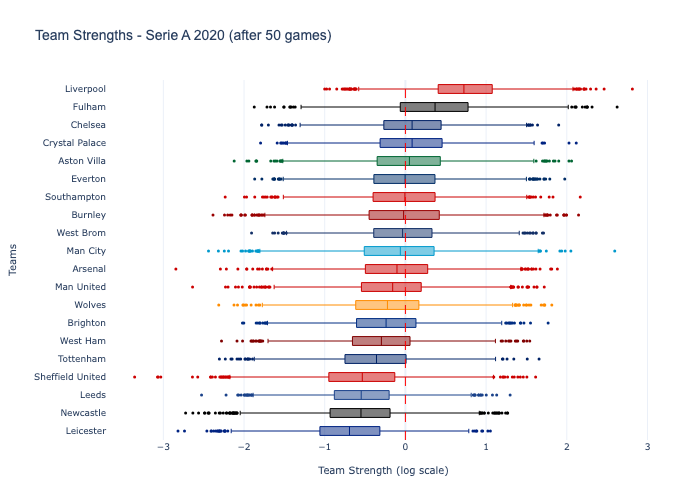 Team Strengths - Serie A 2020 (after 50 games)
Liverpool
Fulham
Chelsea
Crystal Palace
Aston Villa
Everton
Southampton
Burnley
West Brom
Man City
Arsenal
Man United
Wolves
Brighton
West Ham
Tottenham
Sheffield United
Leeds
Newcastle
Leicester
Teams
−3 −2 −1 0 1 2 3
Team Strength (log scale)